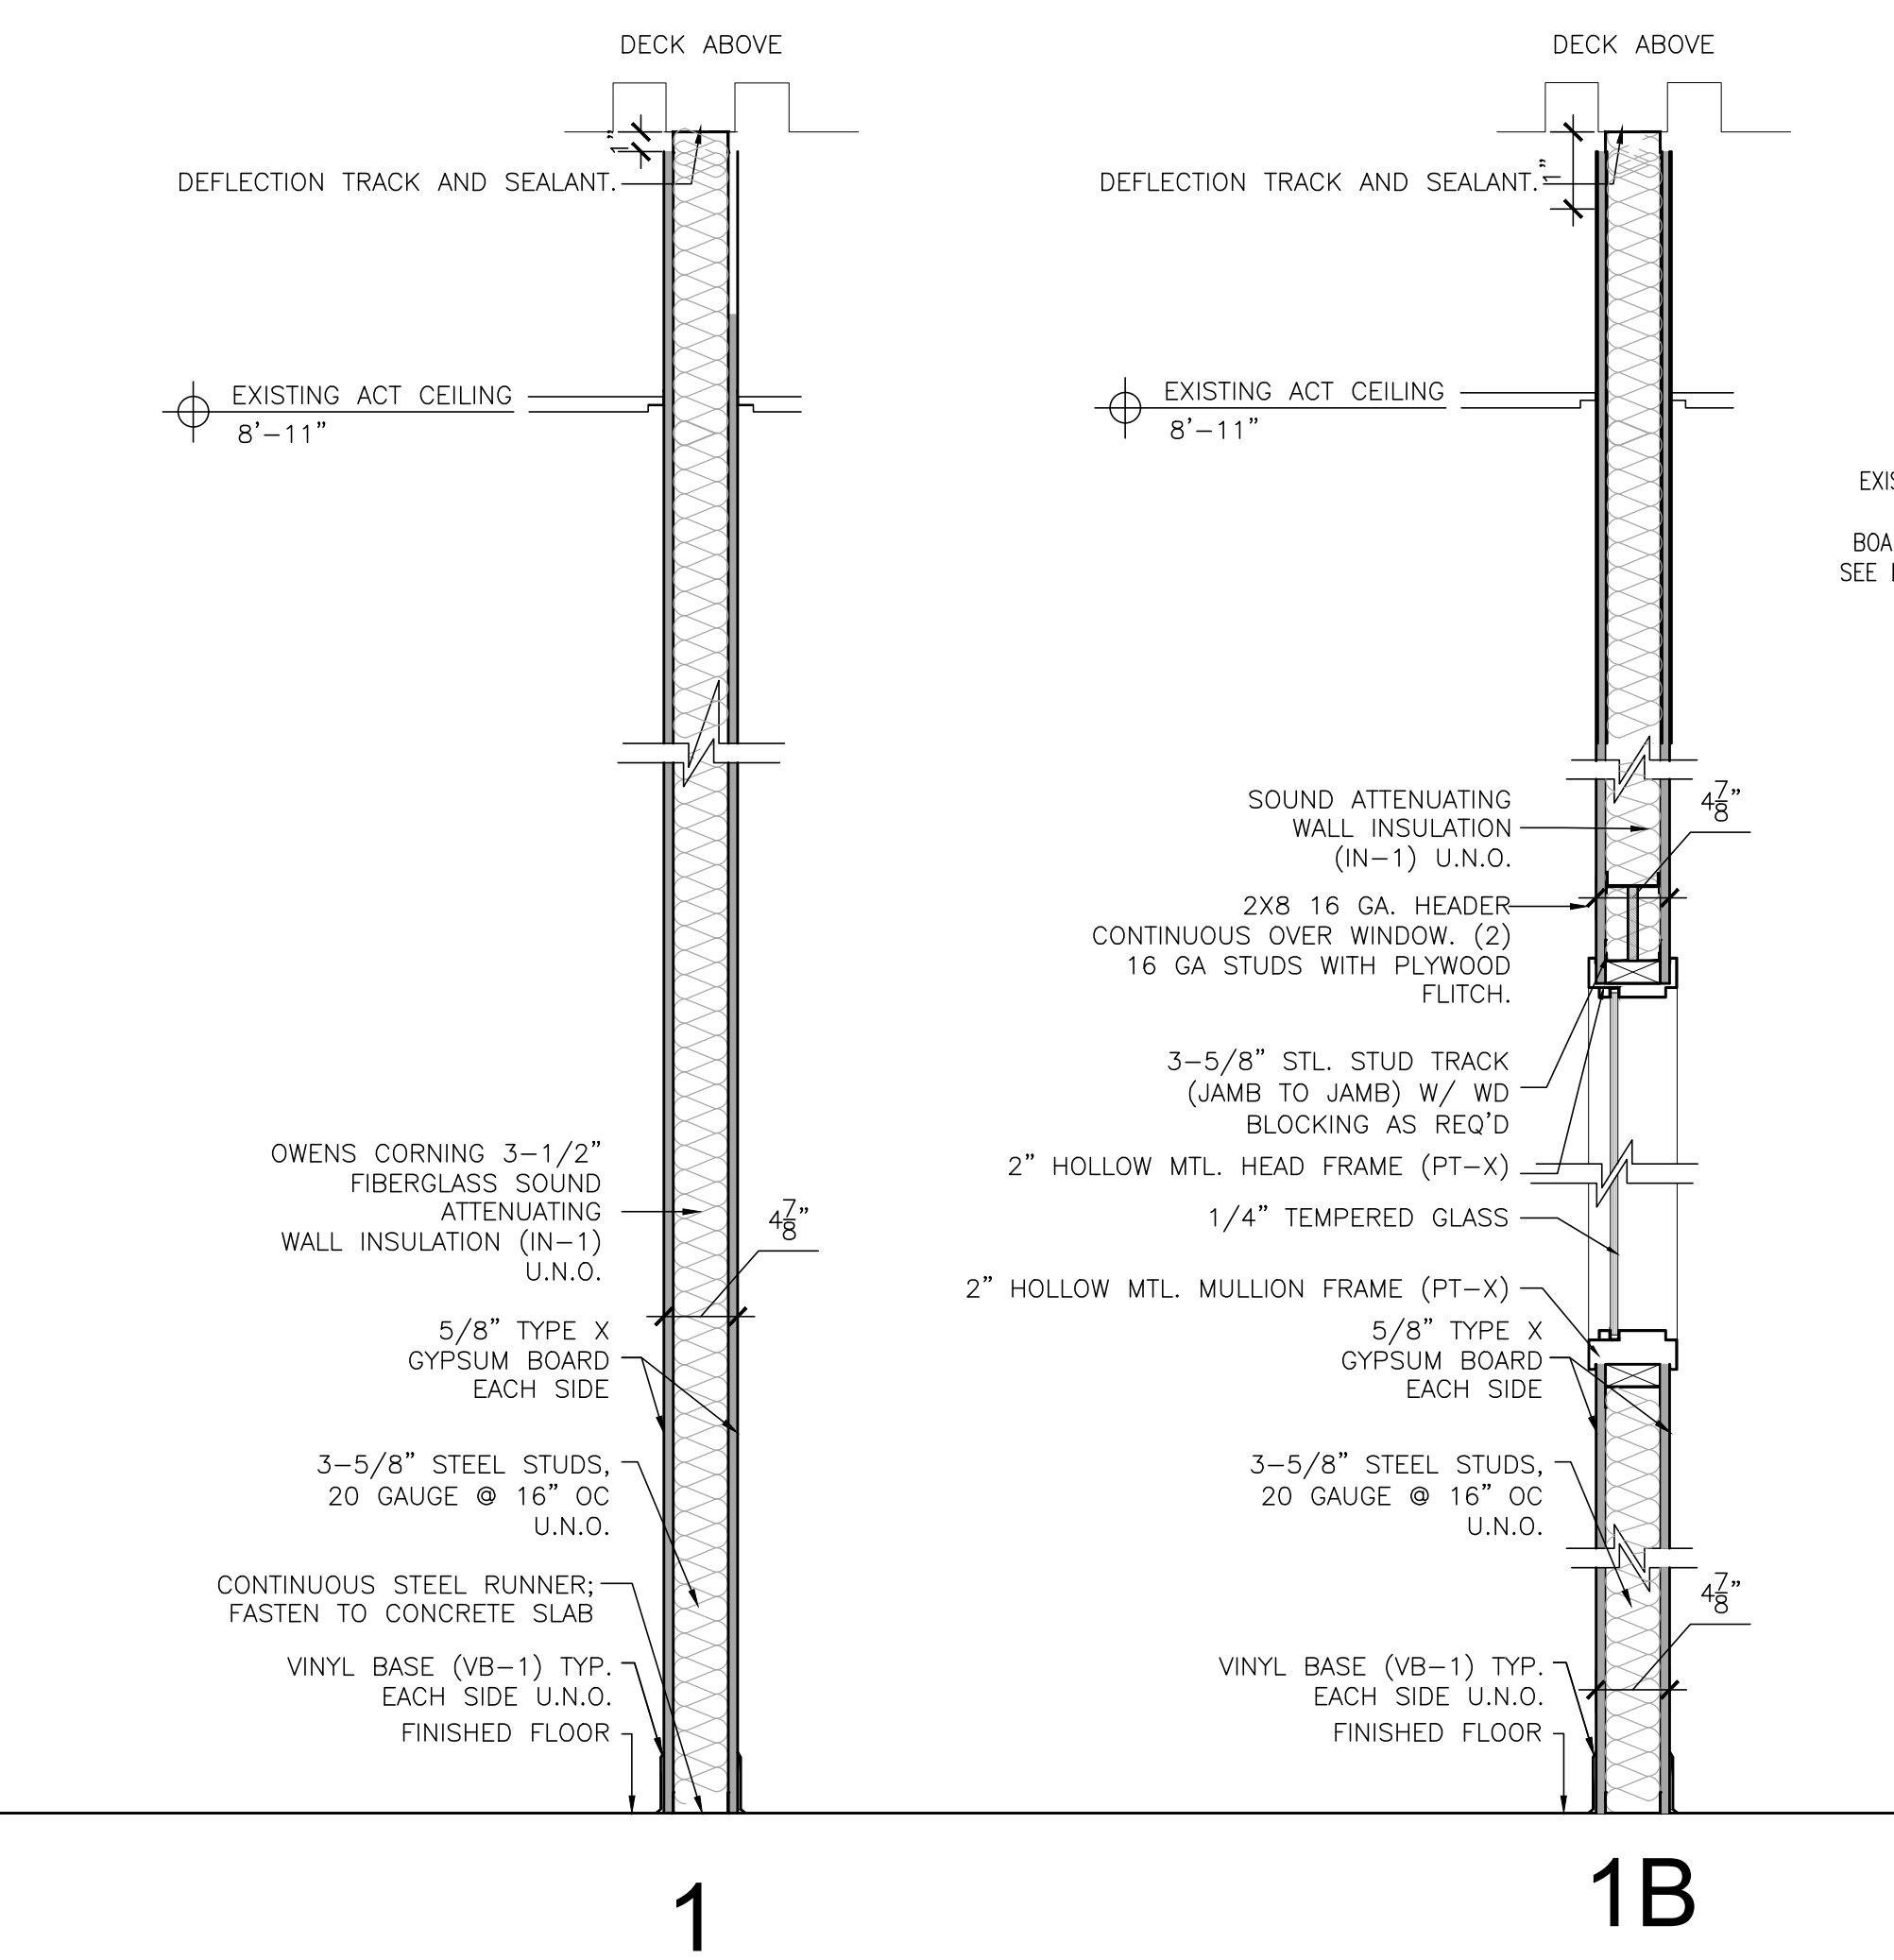 DECK ABOVE
1"
DEFLECTION TRACK AND SEALANT.
EXISTING ACT CEILING
8'-11"
OWENS CORNING 3-1/2"
FIBERGLASS SOUND
ATTENUATING
WALL INSULATION (IN-1)
U.N.O.
4 7/8"
5/8" TYPE X
GYPSUM BOARD
EACH SIDE
3-5/8" STEEL STUDS,
20 GAUGE @ 16" OC
U.N.O.
CONTINUOUS STEEL RUNNER;
FASTEN TO CONCRETE SLAB
VINYL BASE (VB-1) TYP.
EACH SIDE U.N.O.
FINISHED FLOOR
1
DECK ABOVE
1"
DEFLECTION TRACK AND SEALANT.
EXISTING ACT CEILING
8'-11"
SOUND ATTENUATING
WALL INSULATION
(IN-1) U.N.O.
4 7/8"
2X8 16 GA. HEADER
CONTINUOUS OVER WINDOW. (2)
16 GA STUDS WITH PLYWOOD
FLITCH.
3-5/8" STL. STUD TRACK
(JAMB TO JAMB) W/ WD
BLOCKING AS REQ'D
2" HOLLOW MTL. HEAD FRAME (PT-X)
1/4" TEMPERED GLASS
2" HOLLOW MTL. MULLION FRAME (PT-X)
5/8" TYPE X
GYPSUM BOARD
EACH SIDE
3-5/8" STEEL STUDS,
20 GAUGE @ 16" OC
U.N.O.
4 7/8"
VINYL BASE (VB-1) TYP.
EACH SIDE U.N.O.
FINISHED FLOOR
1B
SEE